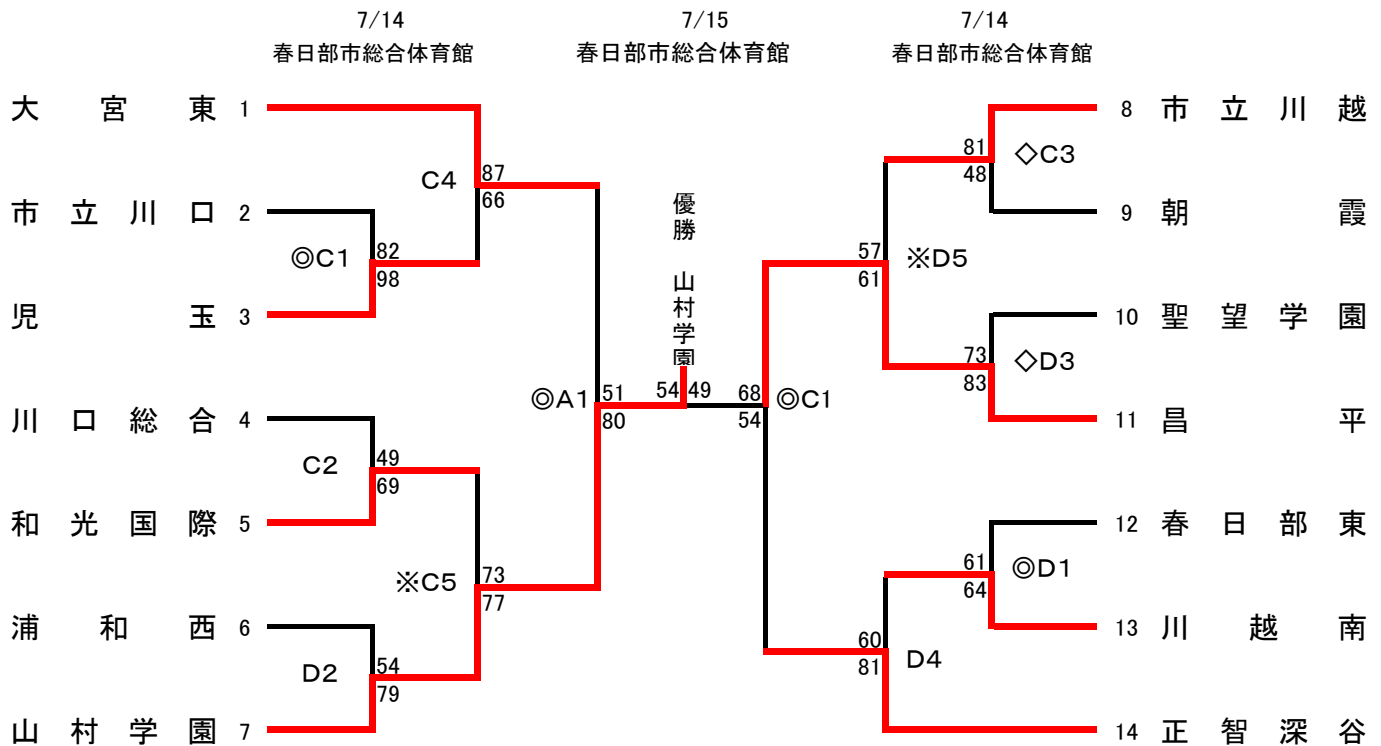 7/14 7/15 7/14
春日部市総合体育館 春日部市総合体育館 春日部市総合体育館
大宮東 1
C4
87
66
市立川口 2
◎C1
82
98
児玉 3
川口総合 4
C2
49
69
和光国際 5
※C5
73
77
浦和西 6
D2
54
79
山村学園 7
◎A1
51
80
優勝 山村学園
54 49
68
54
◎C1
8 市立川越
81
48
◇C3
9 朝霞
57
61
※D5
10 聖望学園
73
83
◇D3
11 昌平
12 春日部東
61
64
◎D1
13 川越南
60
81
D4
14 正智深谷